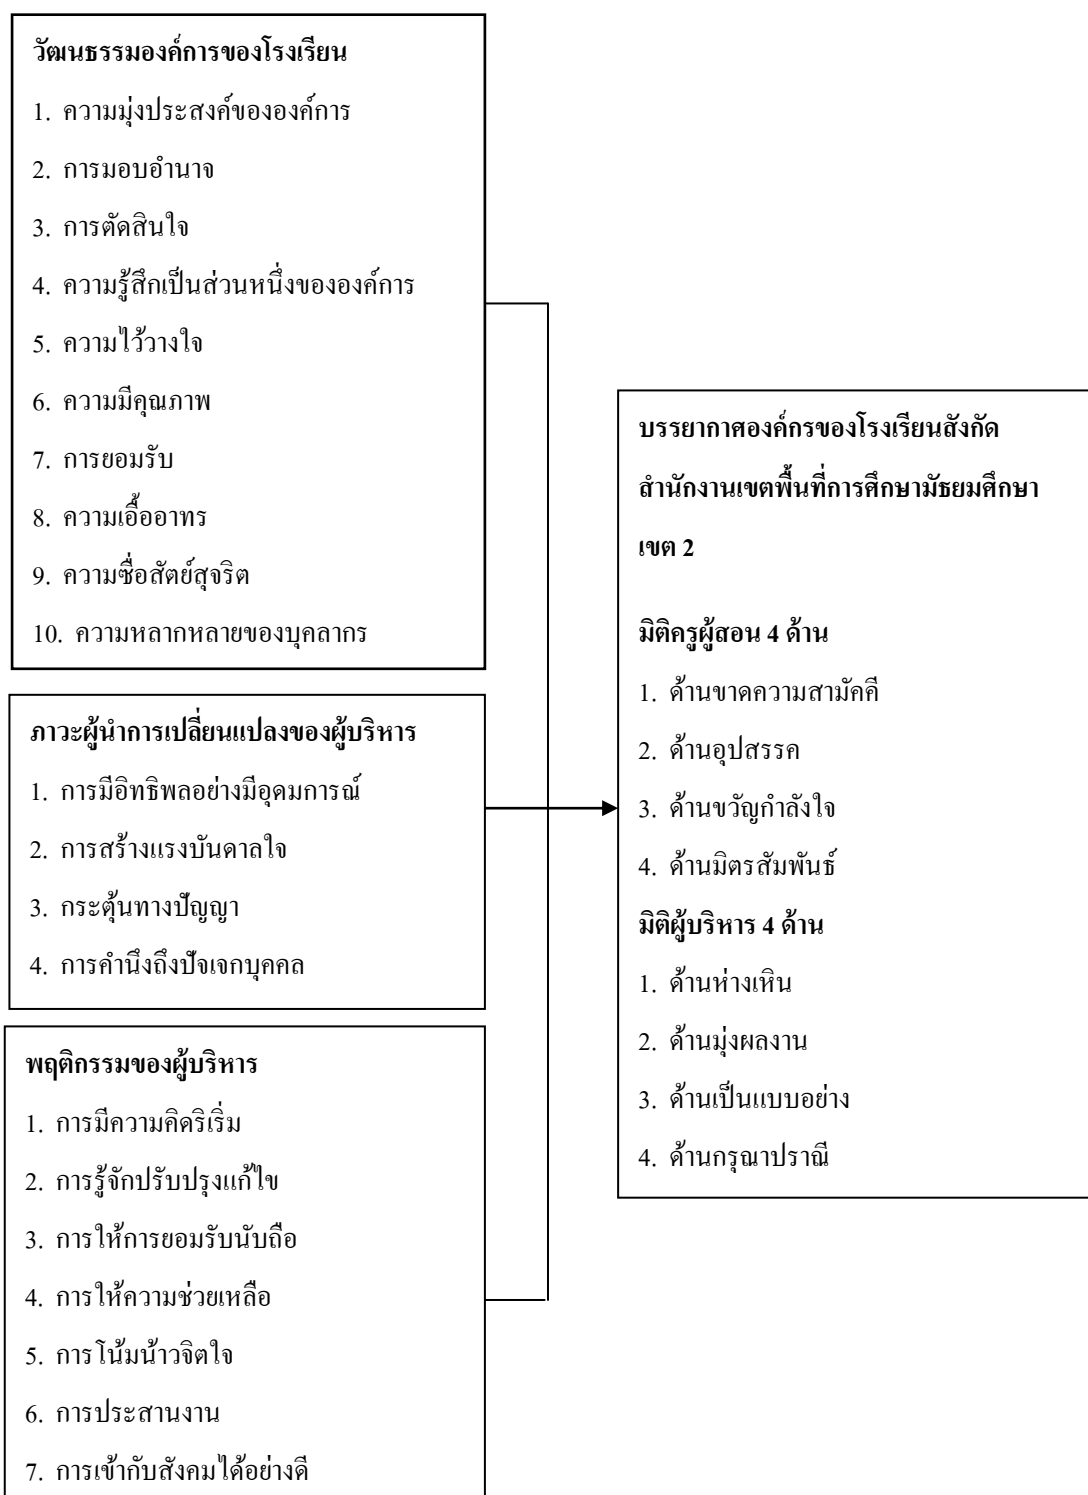 วัฒนธรรมองค์การของโรงเรียน
1. ความมุ่งประสงค์ขององค์การ
2. การมอบอำนาจ
3. การตัดสินใจ
4. ความรู้สึกเป็นส่วนหนึ่งขององค์การ
5. ความไว้วางใจ
6. ความมีคุณภาพ
7. การยอมรับ
8. ความเอื้ออาทร
9. ความซื่อสัตย์สุจริต
10. ความหลากหลายของบุคลากร
ภาวะผู้นำการเปลี่ยนแปลงของผู้บริหาร
1. การมีอิทธิพลอย่างมีอุดมการณ์
2. การสร้างแรงบันดาลใจ
3. กระตุ้นทางปัญญา
4. การคำนึงถึงปัจเจกบุคคล
พฤติกรรมของผู้บริหาร
1. การมีความคิดริเริ่ม
2. การรู้จักปรับปรุงแก้ไข
3. การให้การยอมรับนับถือ
4. การให้ความช่วยเหลือ
5. การโน้มน้าวจิตใจ
6. การประสานงาน
7. การเข้ากับสังคมได้อย่างดี
บรรยากาศองค์กรของโรงเรียนสังกัด
สำนักงานเขตพื้นที่การศึกษามัธยมศึกษา
เขต 2
มิติครูผู้สอน 4 ด้าน
1. ด้านขาดความสามัคคี
2. ด้านอุปสรรค
3. ด้านขวัญกำลังใจ
4. ด้านมิตรสัมพันธ์
มิติผู้บริหาร 4 ด้าน
1. ด้านห่างเหิน
2. ด้านมุ่งผลงาน
3. ด้านเป็นแบบอย่าง
4. ด้านกรุณาปราณี